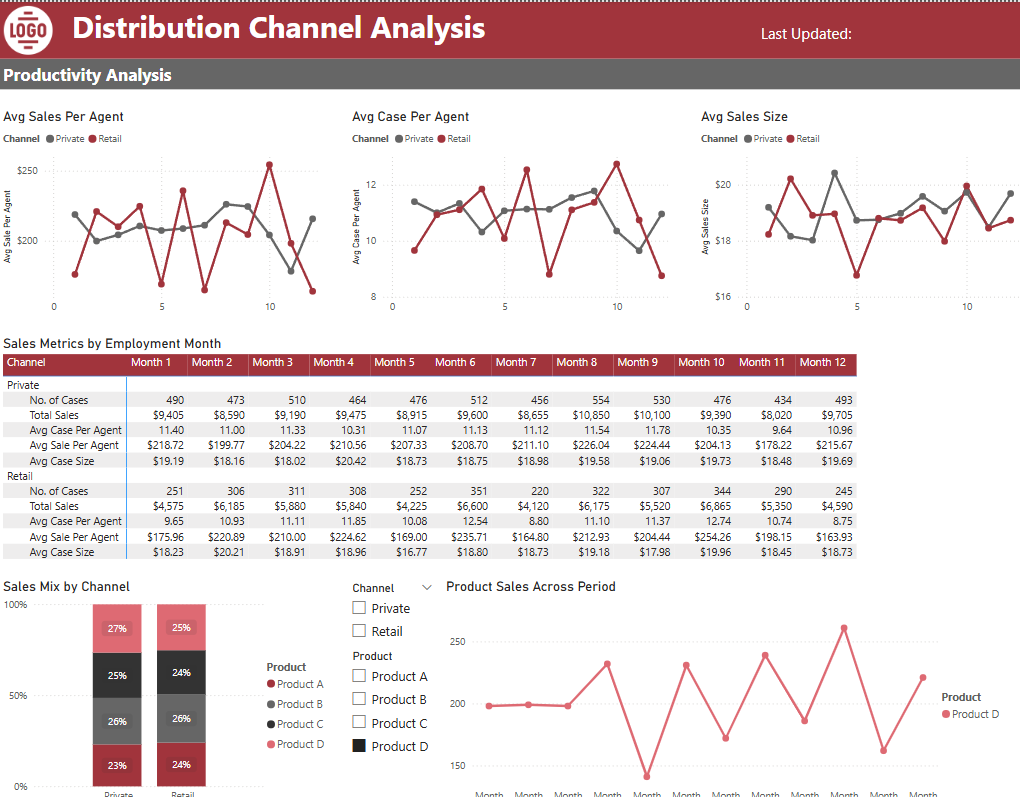 LOGO
Distribution Channel Analysis
Last Updated:
Productivity Analysis
Avg Sales Per Agent
Channel Private Retail
Avg Sale Per Agent
$250
$200
0 5 10
Avg Case Per Agent
Channel Private Retail
Avg Case Per Agent
12
10
8
0 5 10
Avg Sales Size
Channel Private Retail
Avg Sales Size
$20
$18
$16
0 5 10
Sales Metrics by Employment Month
Channel Month 1 Month 2 Month 3 Month 4 Month 5 Month 6 Month 7 Month 8 Month 9 Month 10 Month 11 Month 12
Private
No. of Cases 490 473 510 464 476 512 456 554 530 476 434 493
Total Sales $9,405 $8,590 $9,190 $9,475 $8,915 $9,600 $8,655 $10,850 $10,100 $9,390 $8,020 $9,705
Avg Case Per Agent 11.40 11.00 11.33 10.31 11.07 11.13 11.12 11.54 11.78 10.35 9.64 10.96
Avg Sale Per Agent $218.72 $199.77 $204.22 $210.56 $207.33 $208.70 $211.10 $226.04 $224.44 $204.13 $178.22 $215.67
Avg Case Size $19.19 $18.16 $18.02 $20.42 $18.73 $18.75 $18.98 $19.58 $19.06 $19.73 $18.48 $19.69
Retail
No. of Cases 251 306 311 308 252 351 220 322 307 344 290 245
Total Sales $4,575 $6,185 $5,880 $5,840 $4,225 $6,600 $4,120 $6,175 $5,520 $6,865 $5,350 $4,590
Avg Case Per Agent 9.65 10.93 11.11 11.85 10.08 12.54 8.80 11.10 11.37 12.74 10.74 8.75
Avg Sale Per Agent $175.96 $220.89 $210.00 $224.62 $169.00 $235.71 $164.80 $212.93 $204.44 $254.26 $198.15 $163.93
Avg Case Size $18.23 $20.21 $18.91 $18.96 $16.77 $18.80 $18.73 $19.18 $17.98 $19.96 $18.45 $18.73
Sales Mix by Channel
100%
50%
0%
27% 25%
25% 24%
26% 26%
23% 24%
Private Retail
Product
Product A
Product B
Product C
Product D
Channel
Private
Retail
Product
Product A
Product B
Product C
Product D
Product Sales Across Period
250
200
150
Month Month Month Month Month Month Month Month Month Month Month Month
Product
Product D